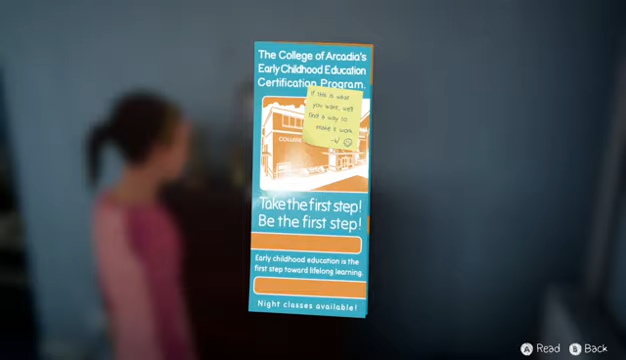 The College of Arcadia's
Early Childhood Education
Certification Program.
If this is what
you want, we'll
find a way to
make it work.
COLLEGE
Take the first step!
Be the first step!
Early childhood education is the
first step toward lifelong learning.
Night classes available!
A Read B Back